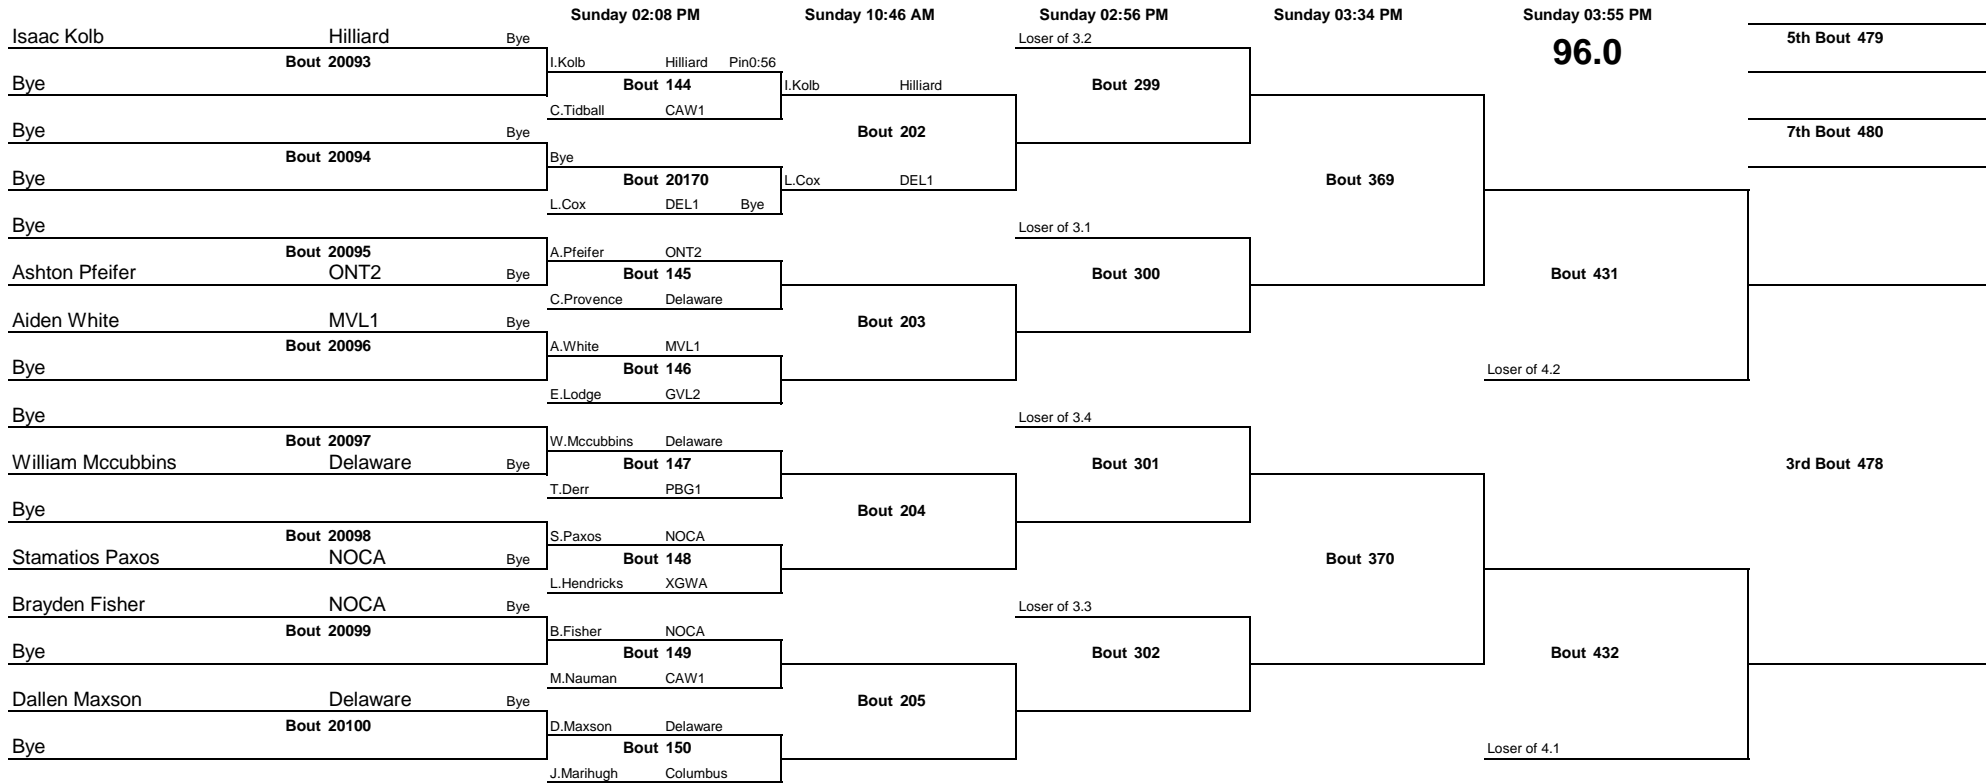 Sunday 02:08 PM Sunday 10:46 AM Sunday 02:56 PM Sunday 03:34 PM Sunday 03:55 PM
Isaac Kolb Hilliard Bye Loser of 3.2 5th Bout 479
96.0
Bout 20093 I.Kolb Hilliard Pin0:56
Bye Bout 144 I.Kolb Hilliard Bout 299
C.Tidball CAW1
Bye Bye Bout 202 7th Bout 480
Bout 20094 Bye
Bye Bout 20170 L.Cox DEL1 Bout 369
L.Cox DEL1 Bye
Bye Loser of 3.1
Bout 20095 A.Pfeifer ONT2
Ashton Pfeifer ONT2 Bye Bout 145 Bout 300 Bout 431
C.Provence Delaware
Aiden White MVL1 Bye Bout 203
Bout 20096 A.White MVL1
Bye Bout 146 Loser of 4.2
E.Lodge GVL2
Bye Loser of 3.4
Bout 20097 W.Mccubbins Delaware
William Mccubbins Delaware Bye Bout 147 Bout 301 3rd Bout 478
T.Derr PBG1
Bye Bout 204
Bout 20098 S.Paxos NOCA
Stamatios Paxos NOCA Bye Bout 148 Bout 370
L.Hendricks XGWA
Brayden Fisher NOCA Bye Loser of 3.3
Bout 20099 B.Fisher NOCA
Bye Bout 149 Bout 302 Bout 432
M.Nauman CAW1
Dallen Maxson Delaware Bye Bout 205
Bout 20100 D.Maxson Delaware
Bye Bout 150 Loser of 4.1
J.Marihugh Columbus